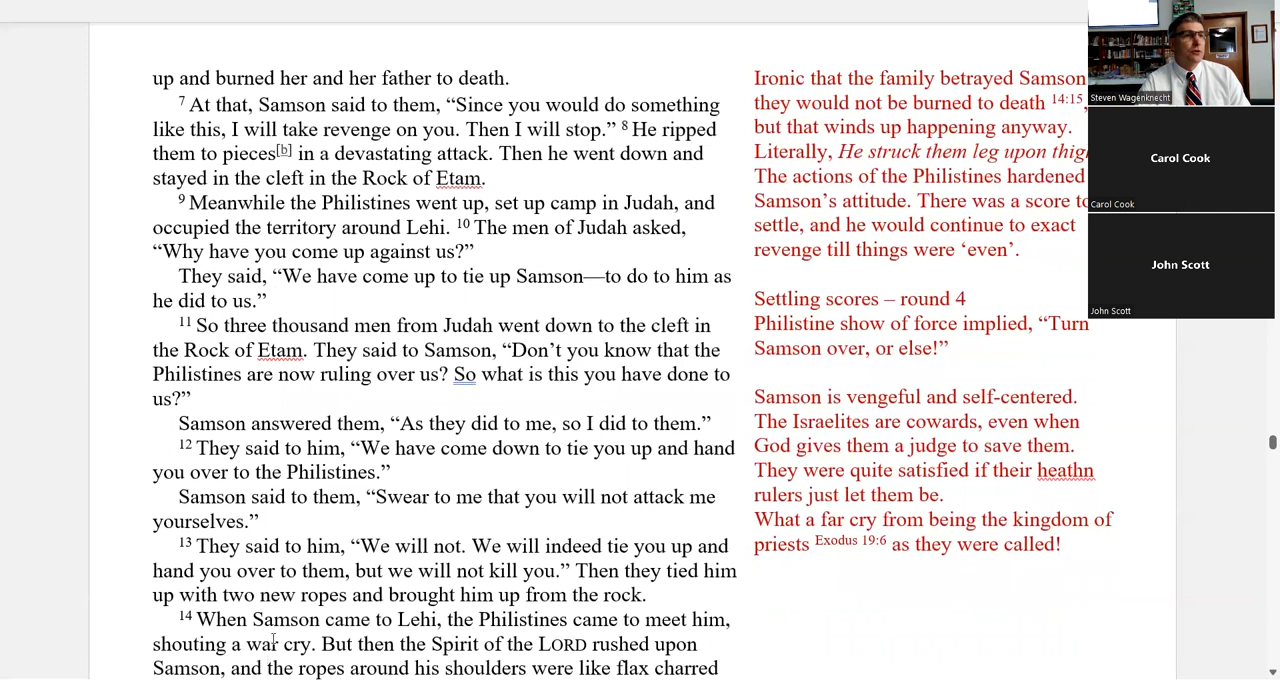 up and burned her and her father to death.
7 At that, Samson said to them, “Since you would do something
like this, I will take revenge on you. Then I will stop.” 8 He ripped
them to pieces[b] in a devastating attack. Then he went down and
stayed in the cleft in the Rock of Etam.
9 Meanwhile the Philistines went up, set up camp in Judah, and
occupied the territory around Lehi. 10 The men of Judah asked,
“Why have you come up against us?”
They said, “We have come up to tie up Samson—to do to him as
he did to us.”
11 So three thousand men from Judah went down to the cleft in
the Rock of Etam. They said to Samson, “Don’t you know that the
Philistines are now ruling over us? So what is this you have done to
us?”
Samson answered them, “As they did to me, so I did to them.”
12 They said to him, “We have come down to tie you up and hand
you over to the Philistines.”
Samson said to them, “Swear to me that you will not attack me
yourselves.”
13 They said to him, “We will not. We will indeed tie you up and
hand you over to them, but we will not kill you.” Then they tied him
up with two new ropes and brought him up from the rock.
14 When Samson came to Lehi, the Philistines came to meet him,
shouting a war cry. But then the Spirit of the LORD rushed upon
Samson, and the ropes around his shoulders were like flax charred
Ironic that the family betrayed Samson
they would not be burned to death 14:15,
but that winds up happening anyway.
Literally, He struck them leg upon thig
The actions of the Philistines hardened
Samson’s attitude. There was a score to
settle, and he would continue to exact
revenge till things were ‘even’.
Settling scores – round 4
Philistine show of force implied, “Turn
Samson over, or else!”
Samson is vengeful and self-centered.
The Israelites are cowards, even when
God gives them a judge to save them.
They were quite satisfied if their heathn
rulers just let them be.
What a far cry from being the kingdom of
priests Exodus 19:6 as they were called!
Steven Wagenknecht
Carol Cook
Carol Cook
John Scott
John Scott